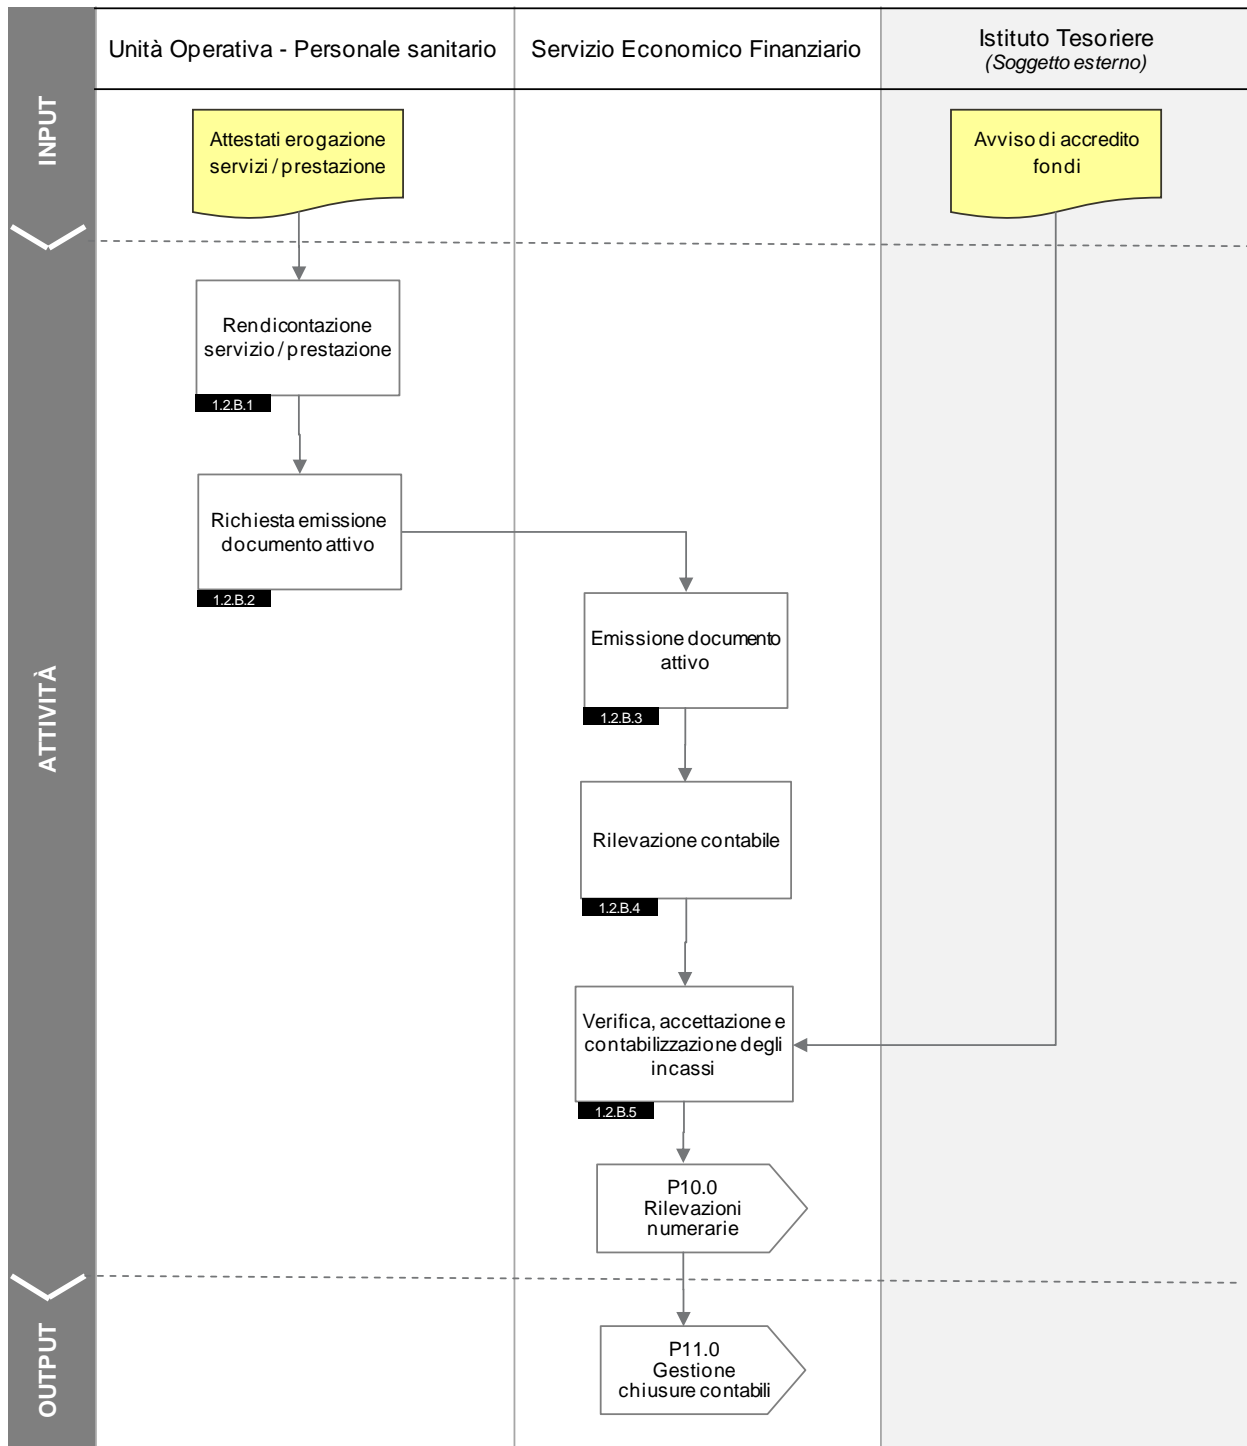 Unità Operativa - Personale sanitario
Servizio Economico Finanziario
Istituto Tesoriere
(Soggetto esterno)
INPUT
Attestati erogazione
servizi / prestazione
Avviso di accredito
fondi
ATTIVITÀ
Rendicontazione
servizio / prestazione
1.2.B.1
Richiesta emissione
documento attivo
1.2.B.2
Emissione documento
attivo
1.2.B.3
Rilevazione contabile
1.2.B.4
Verifica, accettazione e
contabilizzazione degli
incassi
1.2.B.5
P10.0
Rilevazioni
numerarie
OUTPUT
P11.0
Gestione
chiusure contabili